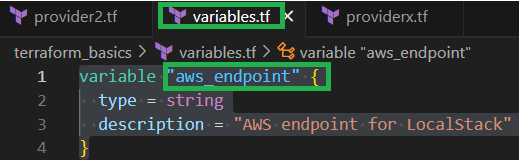 provider2.tf variables.tf × providerx.tf
terraform_basics > variables.tf > variable "aws_endpoint"
1 variable "aws_endpoint" {
2   type = string
3   description = "AWS endpoint for LocalStack"
4 }